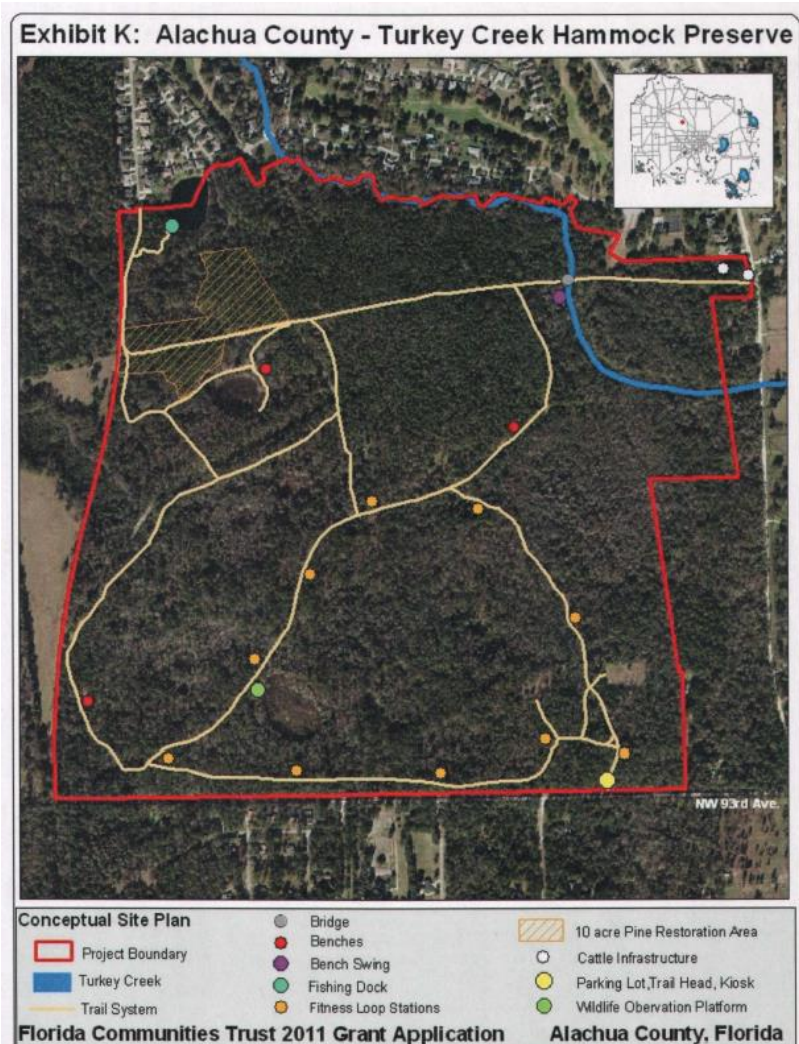 Exhibit K: Alachua County - Turkey Creek Hammock Preserve
NW 93rd Ave.
Conceptual Site Plan
Project Boundary
Turkey Creek
Trail System
Bridge
Benches
Bench Swing
Fishing Dock
Fitness Loop Stations
10 acre Pine Restoration Area
Cattle Infrastructure
Parking Lot,Trail Head, Kiosk
Wildlife Obervation Platform
Florida Communities Trust 2011 Grant Application
Alachua County, Florida